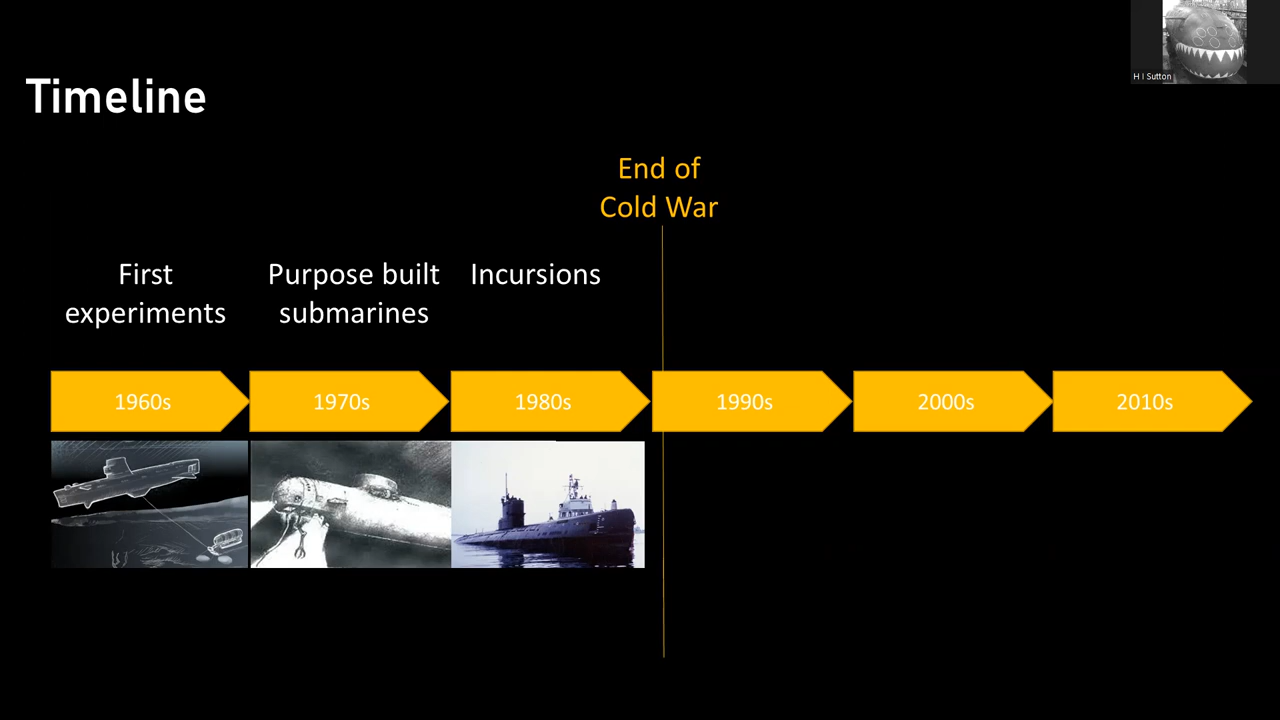 H I Sutton
Timeline
End of
Cold War
First
experiments
Purpose built
submarines
Incursions
1960s
1970s
1980s
1990s
2000s
2010s